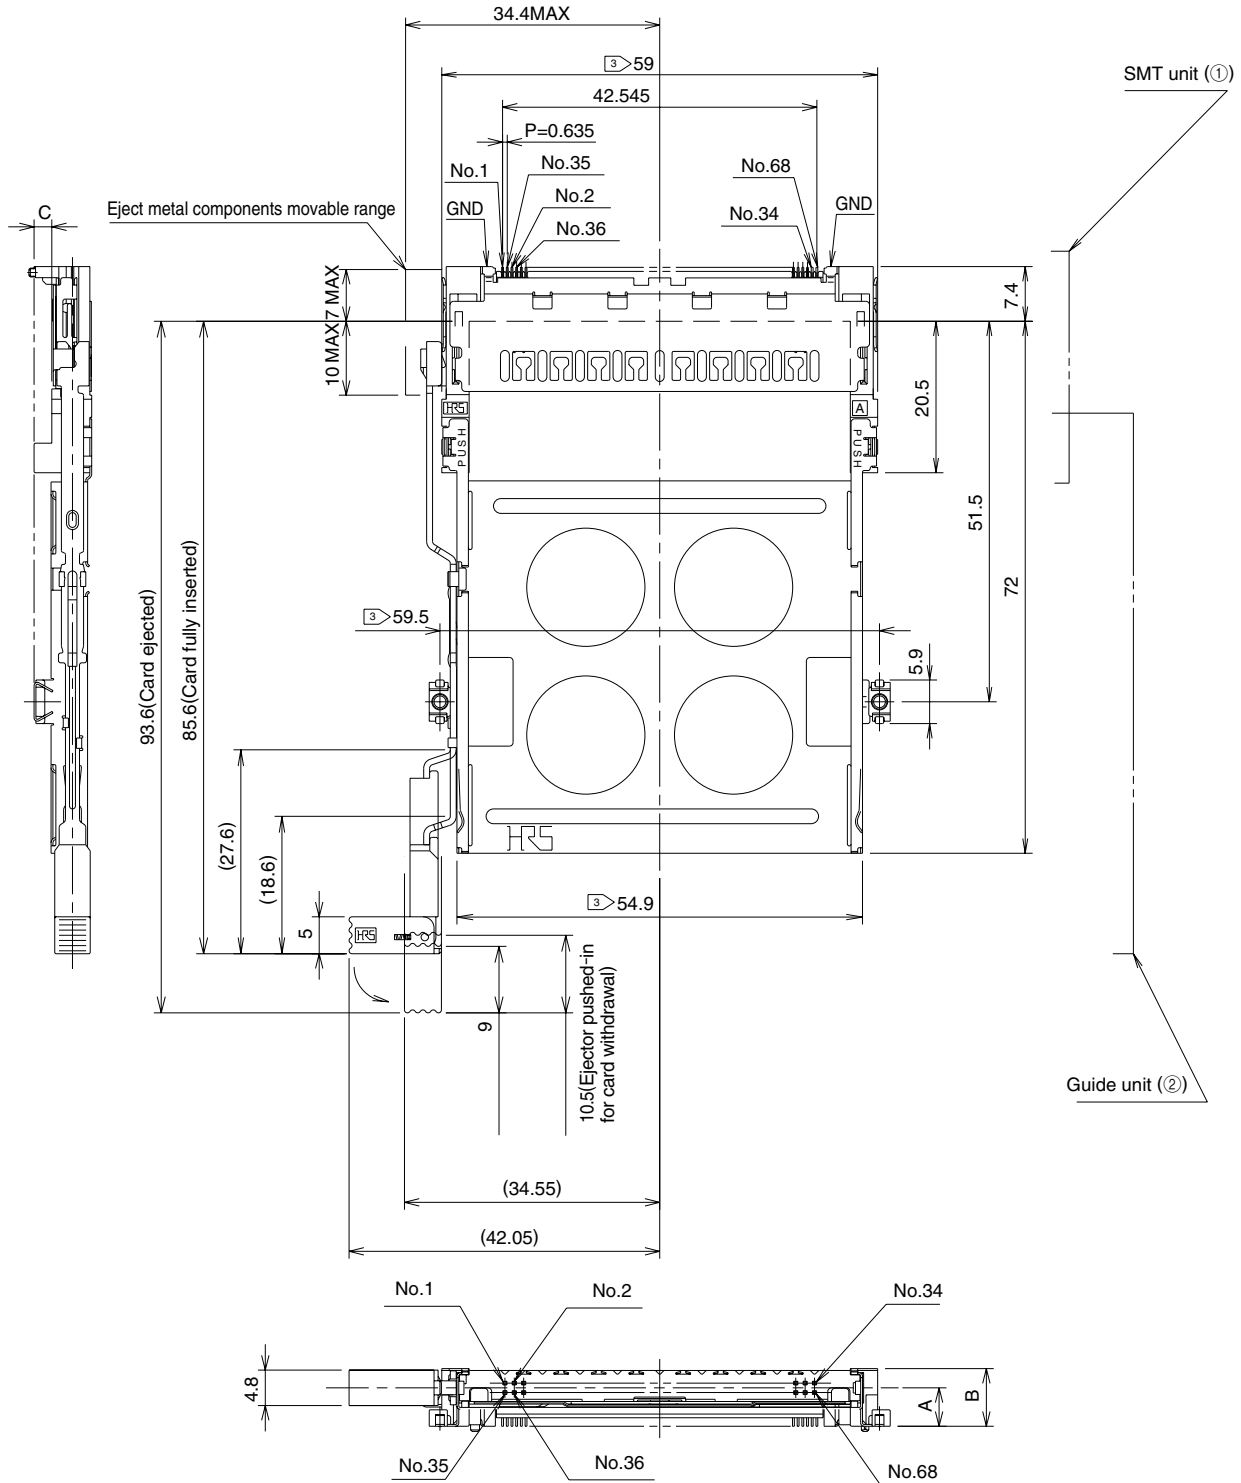 34.4MAX
3 59
SMT unit (①)
42.545
P=0.635
No.1
No.35
No.68
No.2
C
Eject metal components movable range
GND
No.34
GND
No.36
7 MAX
7.4
10 MAX
HRS
A
20.5
PUSH
PUSH
51.5
93.6(Card ejected)
85.6(Card fully inserted)
72
3 59.5
5.9
(27.6)
(18.6)
HRS
3 54.9
5
HRS
9
10.5(Ejector pushed-in
for card withdrawal)
Guide unit (②)
(34.55)
(42.05)
No.1
No.2
No.34
4.8
A
B
No.35
No.36
No.68